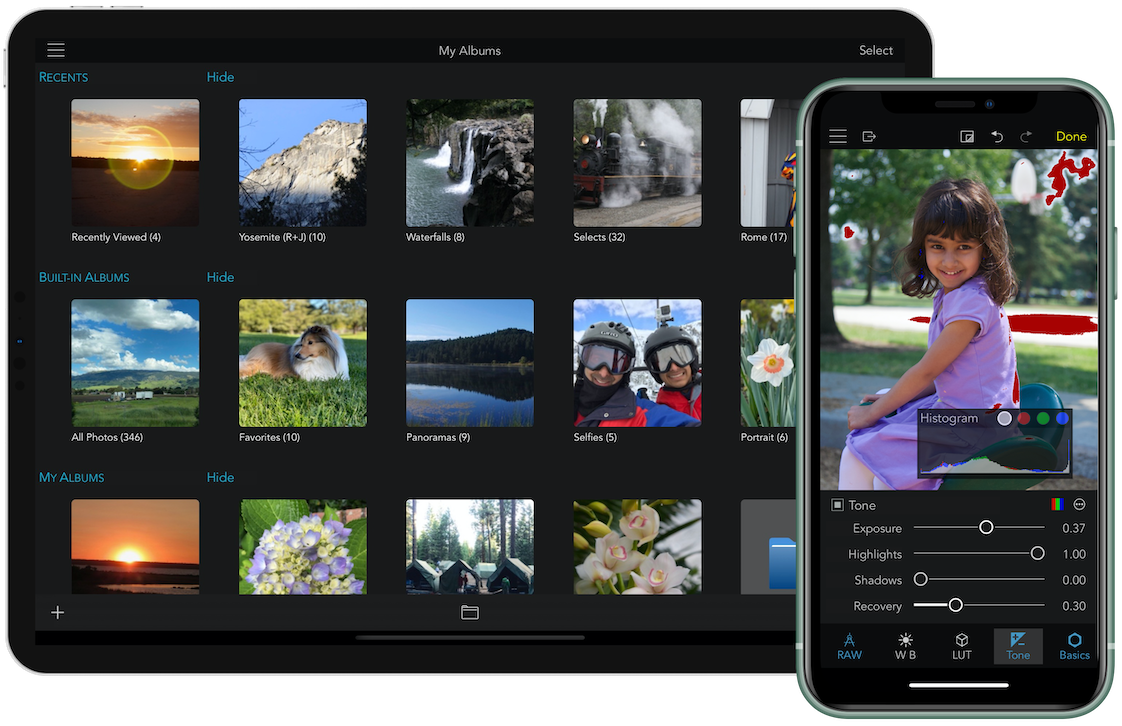 My Albums
Select
RECENTS Hide
Recently Viewed (4)
Yosemite (R+J) (10)
Waterfalls (8)
Selects (32)
Rome (17)
BUILT-IN ALBUMS Hide
All Photos (346)
Favorites (10)
Panoramas (9)
Selfies (5)
Portrait (6)
MY ALBUMS Hide
Done
Histogram
Tone
Exposure 0.37
Highlights 1.00
Shadows 0.00
Recovery 0.30
RAW
W B
LUT
Tone
Basics